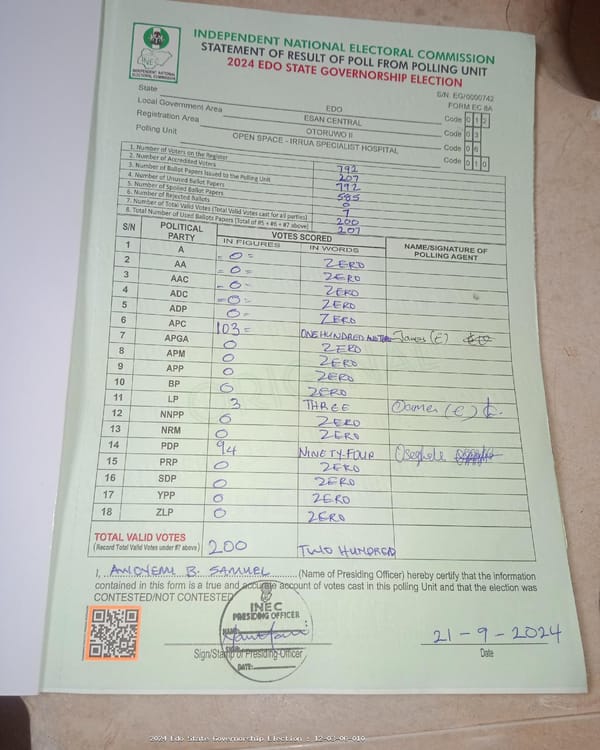 INDEPENDENT NATIONAL ELECTORAL COMMISSION
STATEMENT OF RESULT OF POLL FROM POLLING UNIT
2024 EDO STATE GOVERNORSHIP ELECTION
INEC
INDEPENDENT NATIONAL ELECTORAL COMMISSION
S/N. EG/0000742
FORM EC 8A
State EDO Code 0 1 2
Local Government Area ESAN CENTRAL Code 0 3
Registration Area OTORUWO II Code 0 6
Polling Unit OPEN SPACE - IRRUA SPECIALIST HOSPITAL Code 0 1 0
1. Number of Voters on the Register 792
2. Number of Accredited Voters 207
3. Number of Ballot Papers Issued to the Polling Unit 792
4. Number of Unused Ballot Papers 585
5. Number of Spoiled Ballot Papers 0
6. Number of Rejected Ballots 7
7. Number of Total Valid Votes (Total Valid Votes cast for all parties) 200
8. Total Number of Used Ballots Papers (Total of #5 + #6 + #7 above) 207
S/N POLITICAL PARTY VOTES SCORED NAME/SIGNATURE OF POLLING AGENT
IN FIGURES IN WORDS
1 A = 0 = ZERO
2 AA = 0 = ZERO
3 AAC - 0 = ZERO
4 ADC =0= ZERO
5 ADP 0= ZERO
6 APC 103= ONE HUNDRED AND THREE James (E)
7 APGA 0 ZERO
8 APM 0 ZERO
9 APP 0 ZERO
10 BP 0 ZERO
11 LP 3 THREE (E)
12 NNPP 0 ZERO
13 NRM 0 ZERO
14 PDP 94 NINETY-FOUR Oseghele
15 PRP 0 ZERO
16 SDP 0 ZERO
17 YPP 0 ZERO
18 ZLP 0 ZERO
TOTAL VALID VOTES
(Record Total Valid Votes under #7 above) 200 TWO HUNDRED
I, ANOYEMI B. SAMUEL (Name of Presiding Officer) hereby certify that the information
contained in this form is a true and accurate account of votes cast in this polling Unit and that the election was
CONTESTED/NOT CONTESTED.
INEC
PRESIDING OFFICER
NAME:
SIGN:
DATE:
21-9-2024
Sign/Stamp of Presiding Officer Date
2024 Edo State Governorship Election : 12-03-06-010